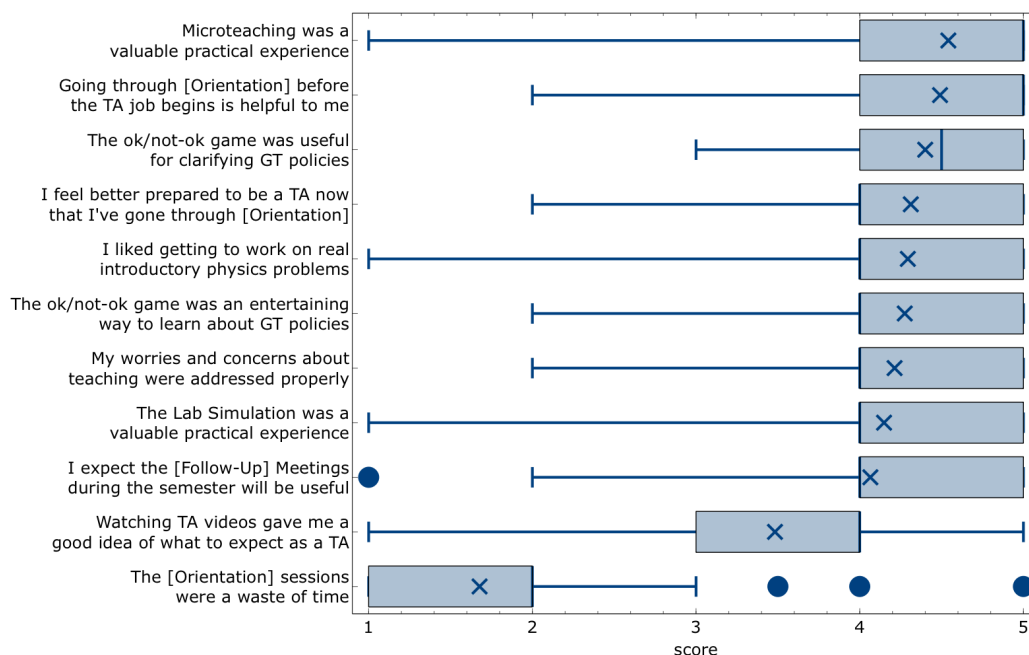 Microteaching was a
valuable practical experience
Going through [Orientation] before
the TA job begins is helpful to me
The ok/not-ok game was useful
for clarifying GT policies
I feel better prepared to be a TA now
that I've gone through [Orientation]
I liked getting to work on real
introductory physics problems
The ok/not-ok game was an entertaining
way to learn about GT policies
My worries and concerns about
teaching were addressed properly
The Lab Simulation was a
valuable practical experience
I expect the [Follow-Up] Meetings
during the semester will be useful
Watching TA videos gave me a
good idea of what to expect as a TA
The [Orientation] sessions
were a waste of time
1 2 3 4 5
score